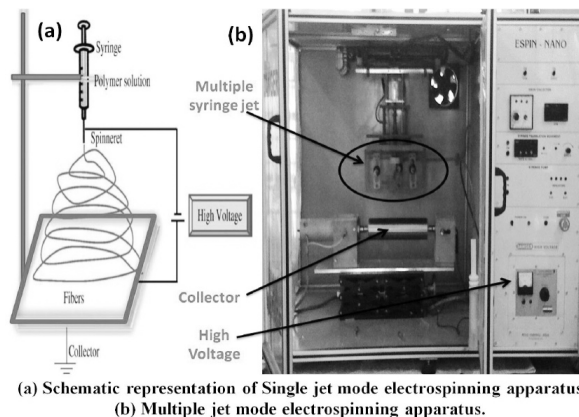 (a)
Syringe
Polymer solution
Spinneret
High Voltage
Fibers
Collector
(b)
Multiple
syringe jet
Collector
High
Voltage
ESPIN - NANO
(a) Schematic representation of Single jet mode electrospinning apparatus
(b) Multiple jet mode electrospinning apparatus.